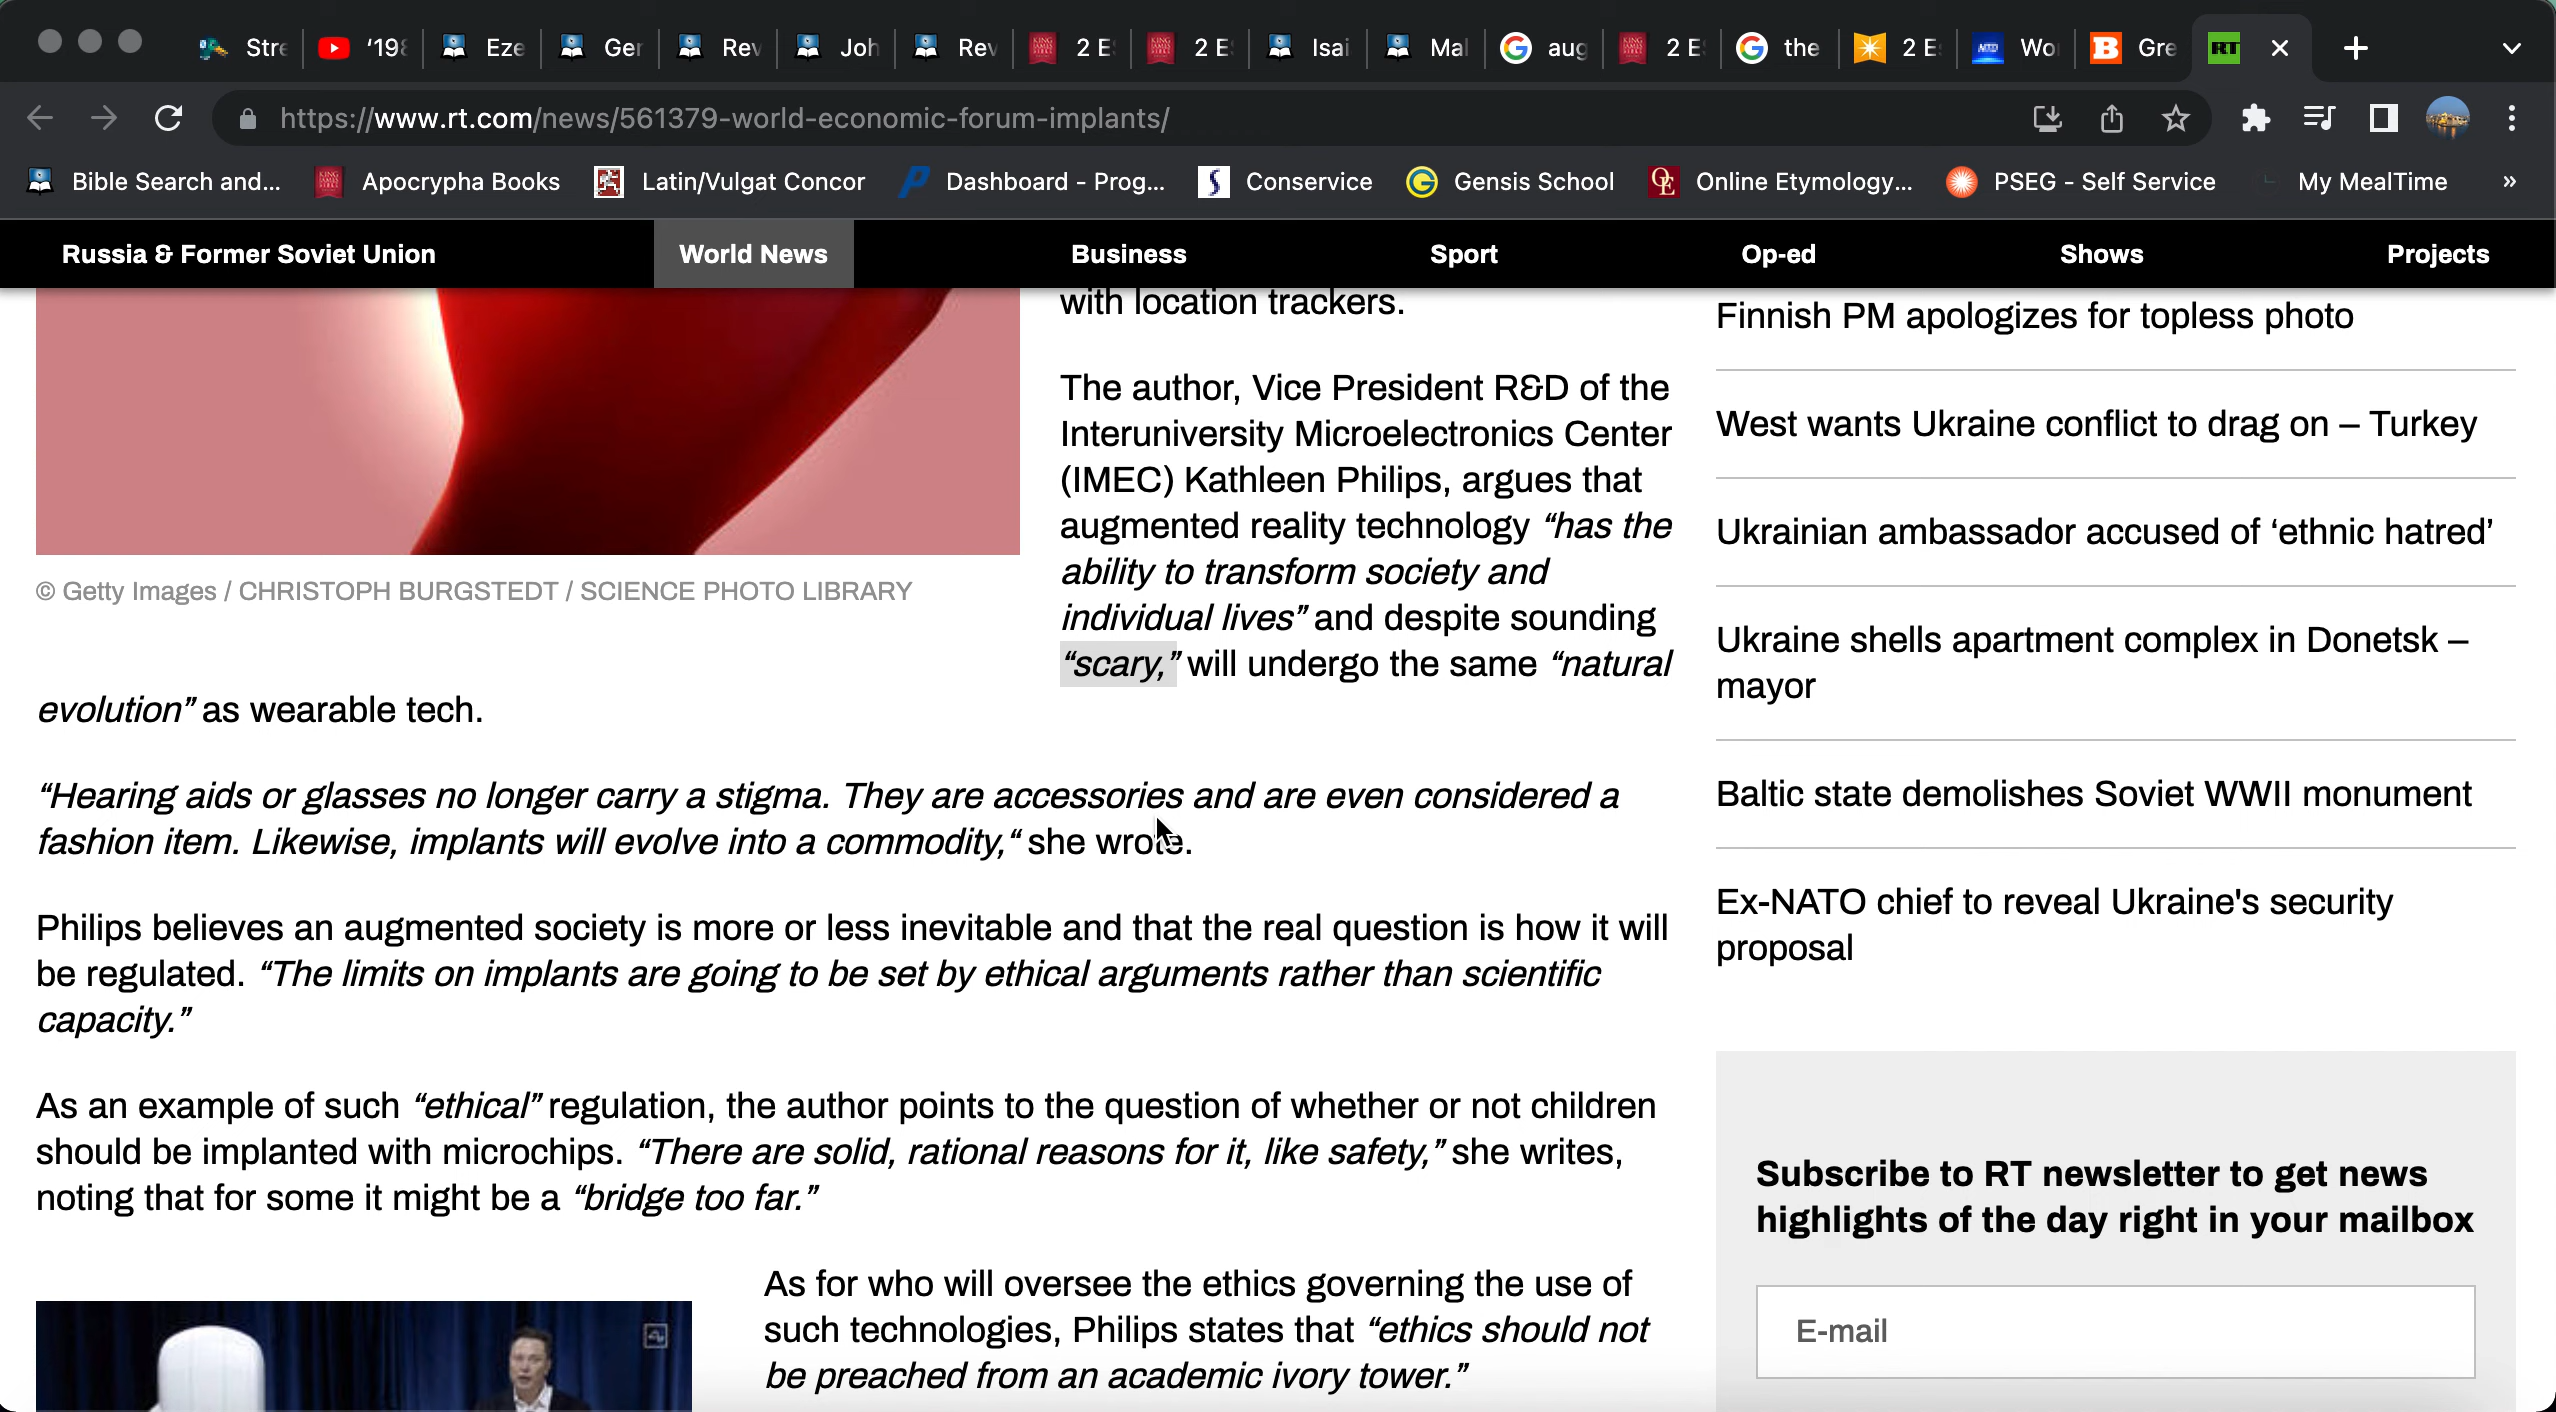 Stre
'198
Eze
Ger
Rev
Joh
Rev
2 E
2 E
Isai
Mal
aug
2 E
the
2 E
Wo
Gre
RT
https://www.rt.com/news/561379-world-economic-forum-implants/
Bible Search and...
Apocrypha Books
Latin/Vulgat Concor
Dashboard - Prog...
Conservice
Gensis School
Online Etymology...
PSEG - Self Service
My MealTime
»
Russia & Former Soviet Union
World News
Business
Sport
Op-ed
Shows
Projects
with location trackers.
The author, Vice President R&D of the
Interuniversity Microelectronics Center
(IMEC) Kathleen Philips, argues that
augmented reality technology “has the
ability to transform society and
individual lives” and despite sounding
“scary,” will undergo the same “natural
evolution” as wearable tech.
© Getty Images / CHRISTOPH BURGSTEDT / SCIENCE PHOTO LIBRARY
“Hearing aids or glasses no longer carry a stigma. They are accessories and are even considered a
fashion item. Likewise, implants will evolve into a commodity,“ she wrote.
Philips believes an augmented society is more or less inevitable and that the real question is how it will
be regulated. “The limits on implants are going to be set by ethical arguments rather than scientific
capacity.”
As an example of such “ethical” regulation, the author points to the question of whether or not children
should be implanted with microchips. “There are solid, rational reasons for it, like safety,” she writes,
noting that for some it might be a “bridge too far.”
As for who will oversee the ethics governing the use of
such technologies, Philips states that “ethics should not
be preached from an academic ivory tower.”
Finnish PM apologizes for topless photo
West wants Ukraine conflict to drag on – Turkey
Ukrainian ambassador accused of ‘ethnic hatred’
Ukraine shells apartment complex in Donetsk –
mayor
Baltic state demolishes Soviet WWII monument
Ex-NATO chief to reveal Ukraine's security
proposal
Subscribe to RT newsletter to get news
highlights of the day right in your mailbox
E-mail